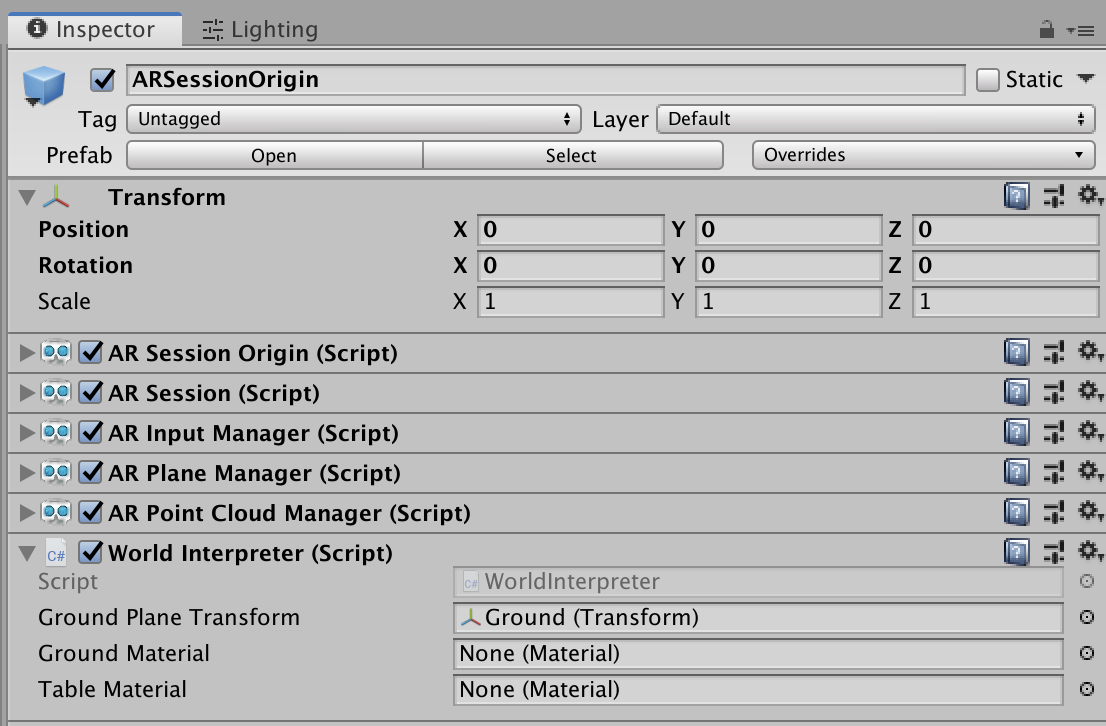 Inspector Lighting
ARSessionOrigin Static
Tag Untagged Layer Default
Prefab Open Select Overrides
Transform
Position X 0 Y 0 Z 0
Rotation X 0 Y 0 Z 0
Scale X 1 Y 1 Z 1
AR Session Origin (Script)
AR Session (Script)
AR Input Manager (Script)
AR Plane Manager (Script)
AR Point Cloud Manager (Script)
C# World Interpreter (Script)
Script C# WorldInterpreter
Ground Plane Transform Ground (Transform)
Ground Material None (Material)
Table Material None (Material)